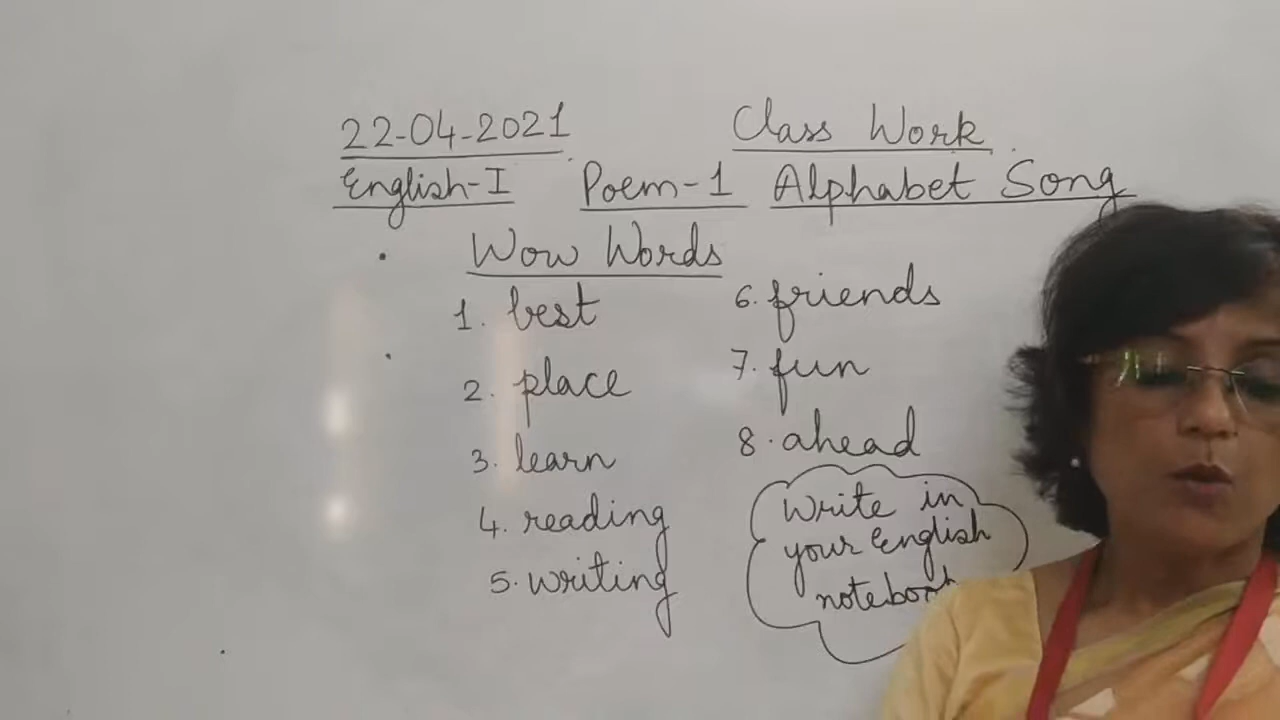 22-04-2021 Class Work
English-I Poem-1 Alphabet Song
Wow Words
1. best
2. place
3. learn
4. reading
5. writing
6. friends
7. fun
8. ahead
Write in
your English
notebook